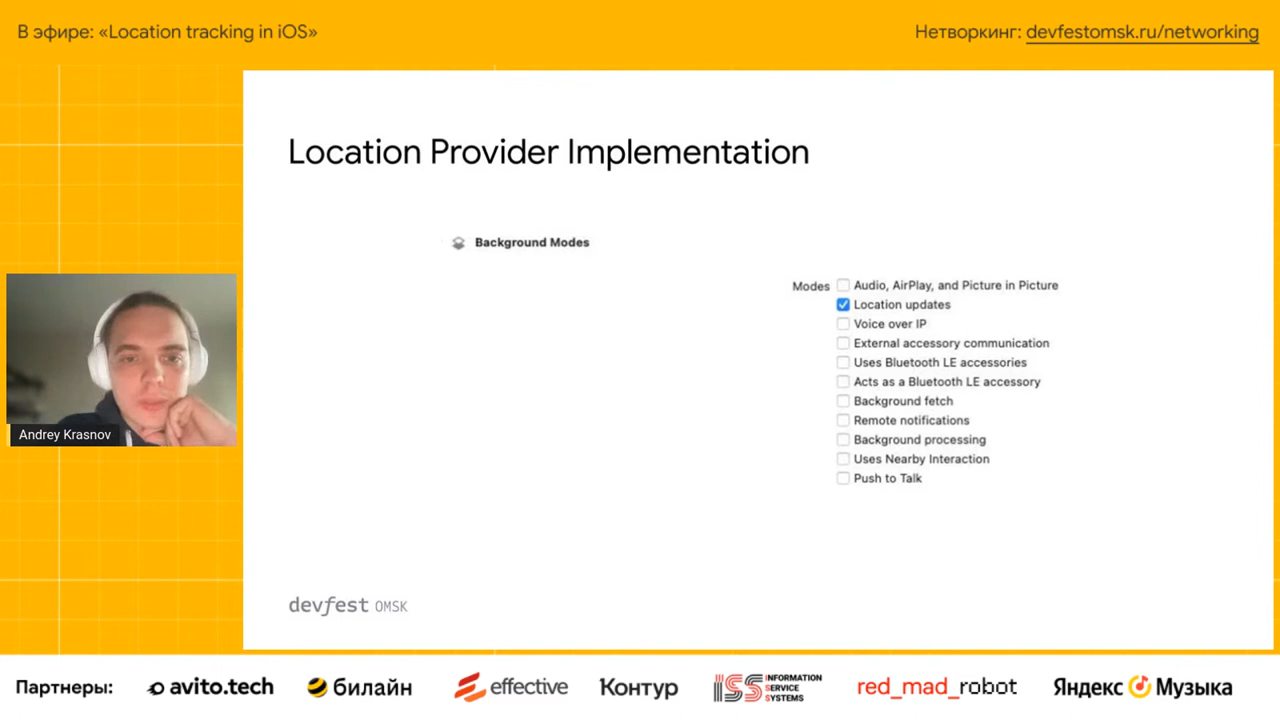 В эфире: «Location tracking in iOS»
Нетворкинг: devfestomsk.ru/networking
Location Provider Implementation
Background Modes
Modes
Audio, AirPlay, and Picture in Picture
Location updates
Voice over IP
External accessory communication
Uses Bluetooth LE accessories
Acts as a Bluetooth LE accessory
Background fetch
Remote notifications
Background processing
Uses Nearby Interaction
Push to Talk
Andrey Krasnov
devfest OMSK
Партнеры:
avito.tech
билайн
effective
Контур
ISS INFORMATION
SERVICE
SYSTEMS
red_mad_robot
Яндекс Музыка